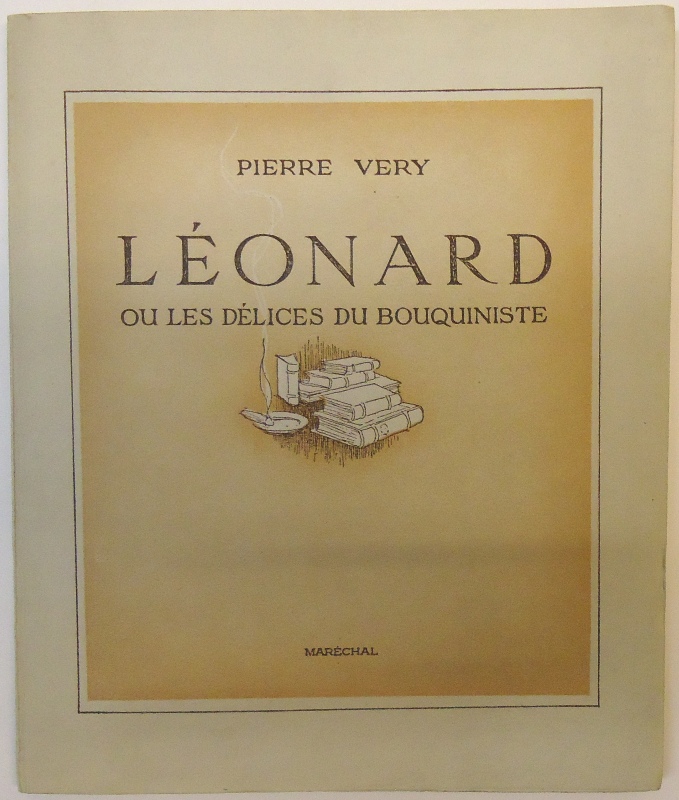 PIERRE VERY
LÉONARD
OU LES DÉLICES DU BOUQUINISTE
MARÉCHAL